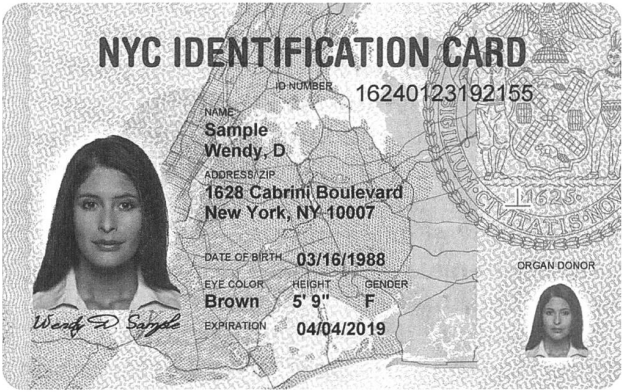 NYC IDENTIFICATION CARD
ID NUMBER
16240123192155
NAME
Sample
Wendy, D
ADDRESS/ZIP
1628 Cabrini Boulevard
New York, NY 10007
DATE OF BIRTH 03/16/1988
EYE COLOR HEIGHT GENDER
Brown 5' 9" F
EXPIRATION 04/04/2019
Wendy D Sample
ORGAN DONOR
1626
CIVITATIS